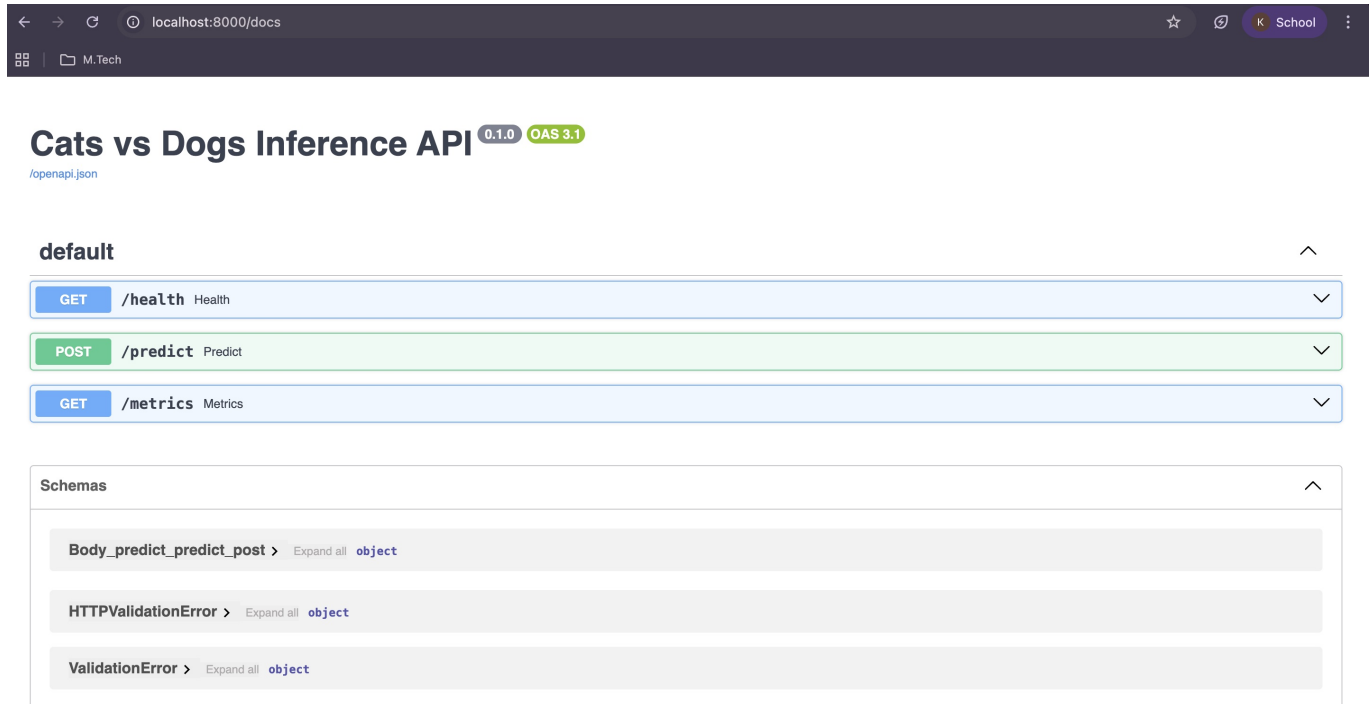 localhost:8000/docs
K School
M.Tech
Cats vs Dogs Inference API 0.1.0 OAS 3.1
/openapi.json
default
GET /health Health
POST /predict Predict
GET /metrics Metrics
Schemas
Body_predict_predict_post Expand all object
HTTPValidationError Expand all object
ValidationError Expand all object